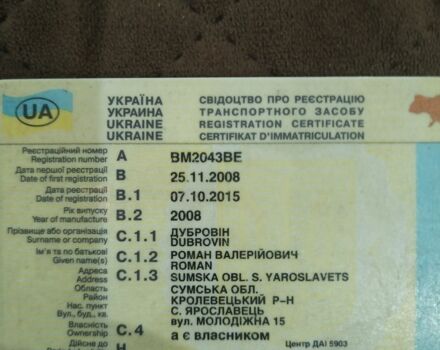 UA
УКРАЇНА
УКРАИНА
UKRAINE
UKRAINE
СВІДОЦТВО ПРО РЕЄСТРАЦІЮ
ТРАНСПОРТНОГО ЗАСОБУ
REGISTRATION CERTIFICATE
CERTIFIKAT D'IMMATRICULATION
Реєстраційний номер
Registration number A BM2043BE
Дата першої реєстрації
Date of first registration B 25.11.2008
Дата реєстрації
Date of registration B.1 07.10.2015
Рік випуску
Year of manufacture B.2 2008
Прізвище або організація C.1.1 ДУБРОВІН
Surname or company DUBROVIN
Ім'я та по батькові C.1.2 РОМАН ВАЛЕРІЙОВИЧ
Given name(s) ROMAN
Адреса C.1.3 SUMSKA OBL. S. YAROSLAVETS
Address
Область СУМСЬКА ОБЛ.
Район КРОЛЕВЕЦЬКИЙ Р-Н
Нас. пункт С. ЯРОСЛАВЕЦЬ
Вул., буд., кв. вул. МОЛОДІЖНА 15
Власність
Ownership C.4 а є власником
Дійсне до H Центр ДАІ 5903